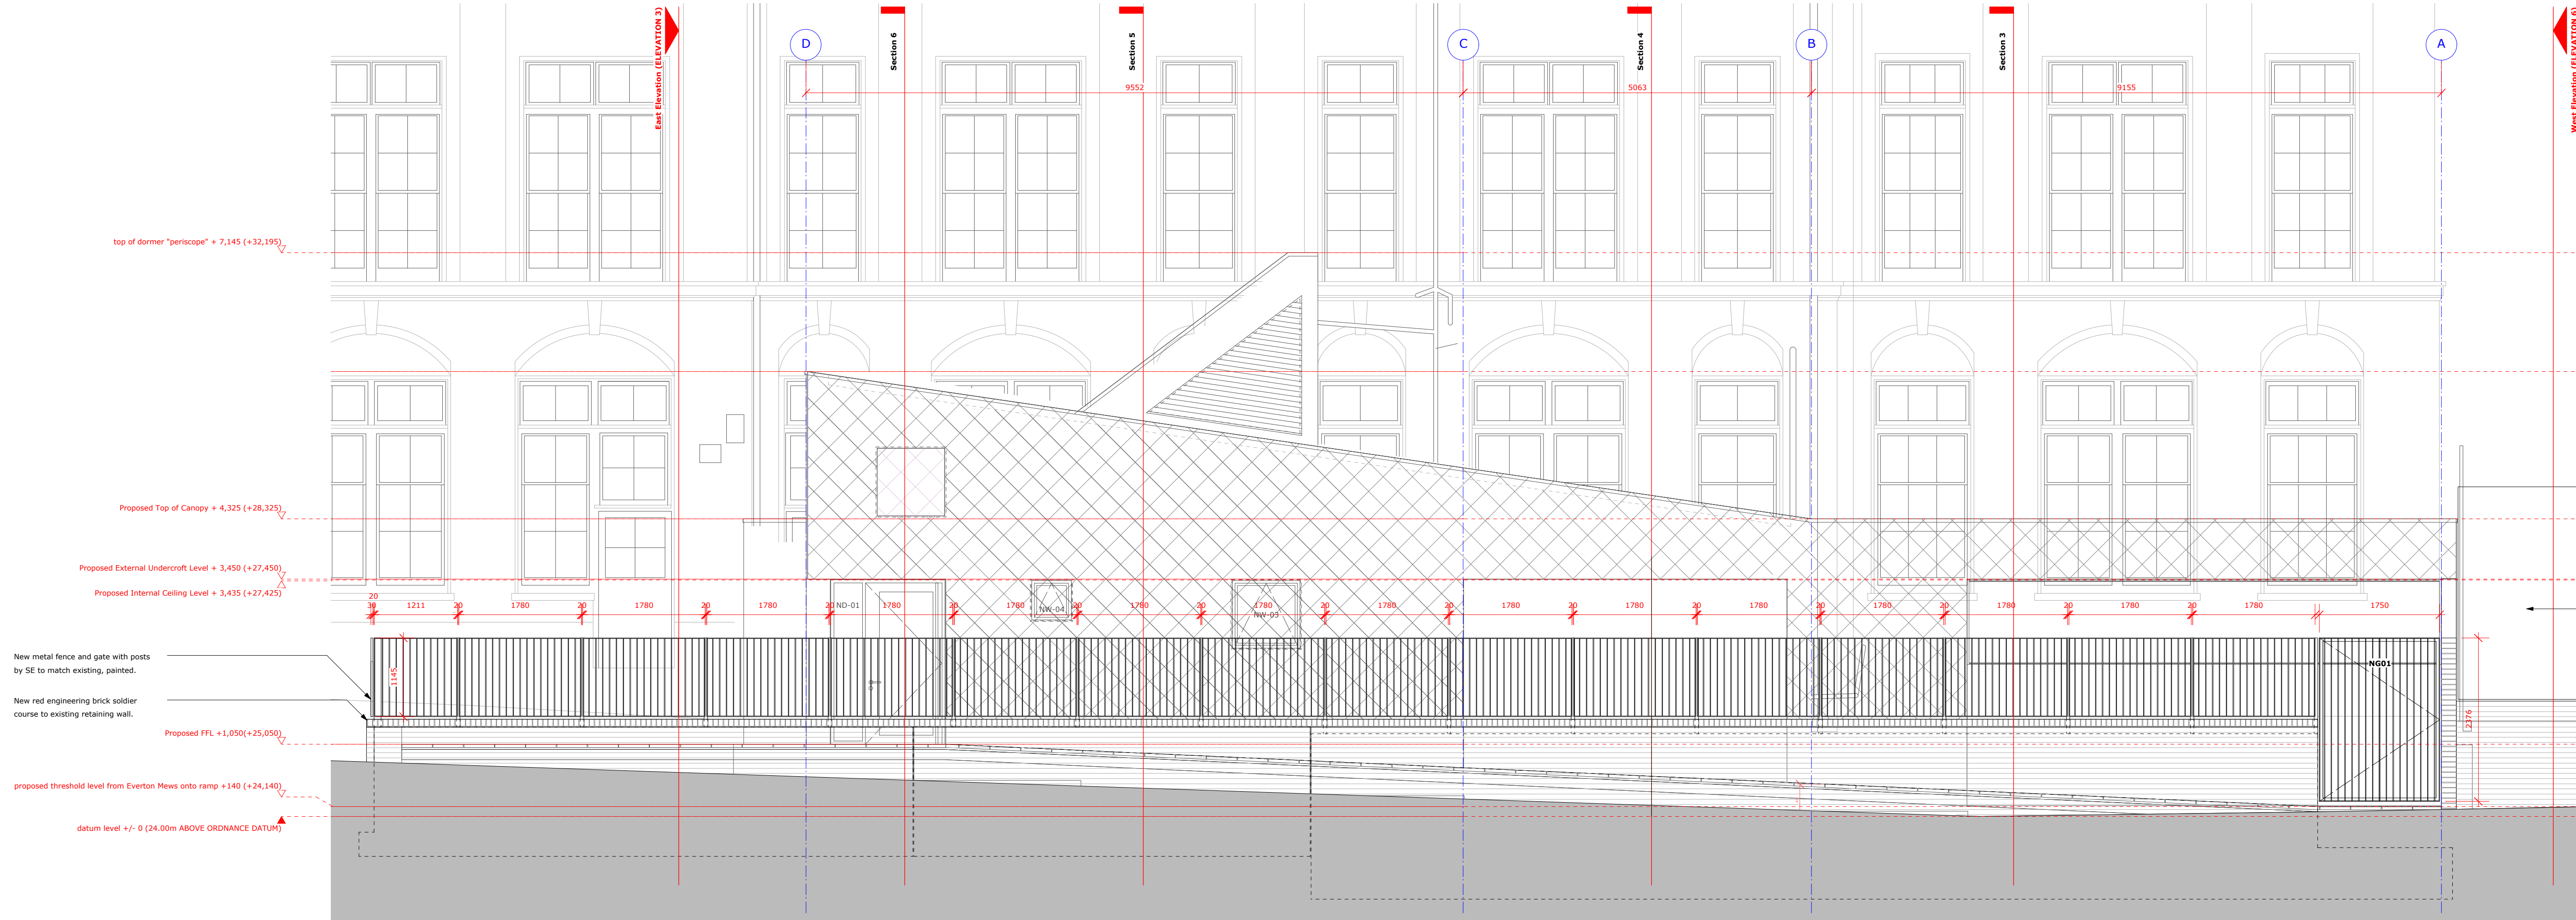 East Elevation (ELEVATION 3)
D
Section 6
Section 5
C
Section 4
B
Section 3
A
West Elevation (ELEVATION 6)
9552
5063
9155
top of dormer "periscope" + 7,145 (+32,195)
Proposed Top of Canopy + 4,325 (+28,325)
Proposed External Undercroft Level + 3,450 (+27,450)
Proposed Internal Ceiling Level + 3,435 (+27,425)
20
30 1211 20 1780 20 1780 20 1780 20 ND-01 1780 20 1780 NW-04 20 1780 20 1780 20 1780 20 1780 20 1780 20 1780 20 1780 20 1780 20 1780 20 1780 1750
NW-03
New metal fence and gate with posts
by SE to match existing, painted.
1145
NG01
New red engineering brick soldier
course to existing retaining wall.
2376
Proposed FFL +1,050(+25,050)
proposed threshold level from Everton Mews onto ramp +140 (+24,140)
datum level +/- 0 (24.00m ABOVE ORDNANCE DATUM)